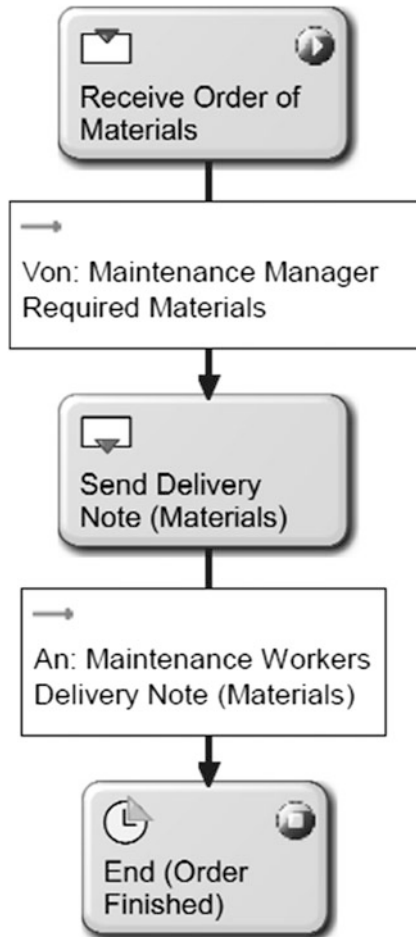 Receive Order of
Materials
Von: Maintenance Manager
Required Materials
Send Delivery
Note (Materials)
An: Maintenance Workers
Delivery Note (Materials)
End (Order
Finished)